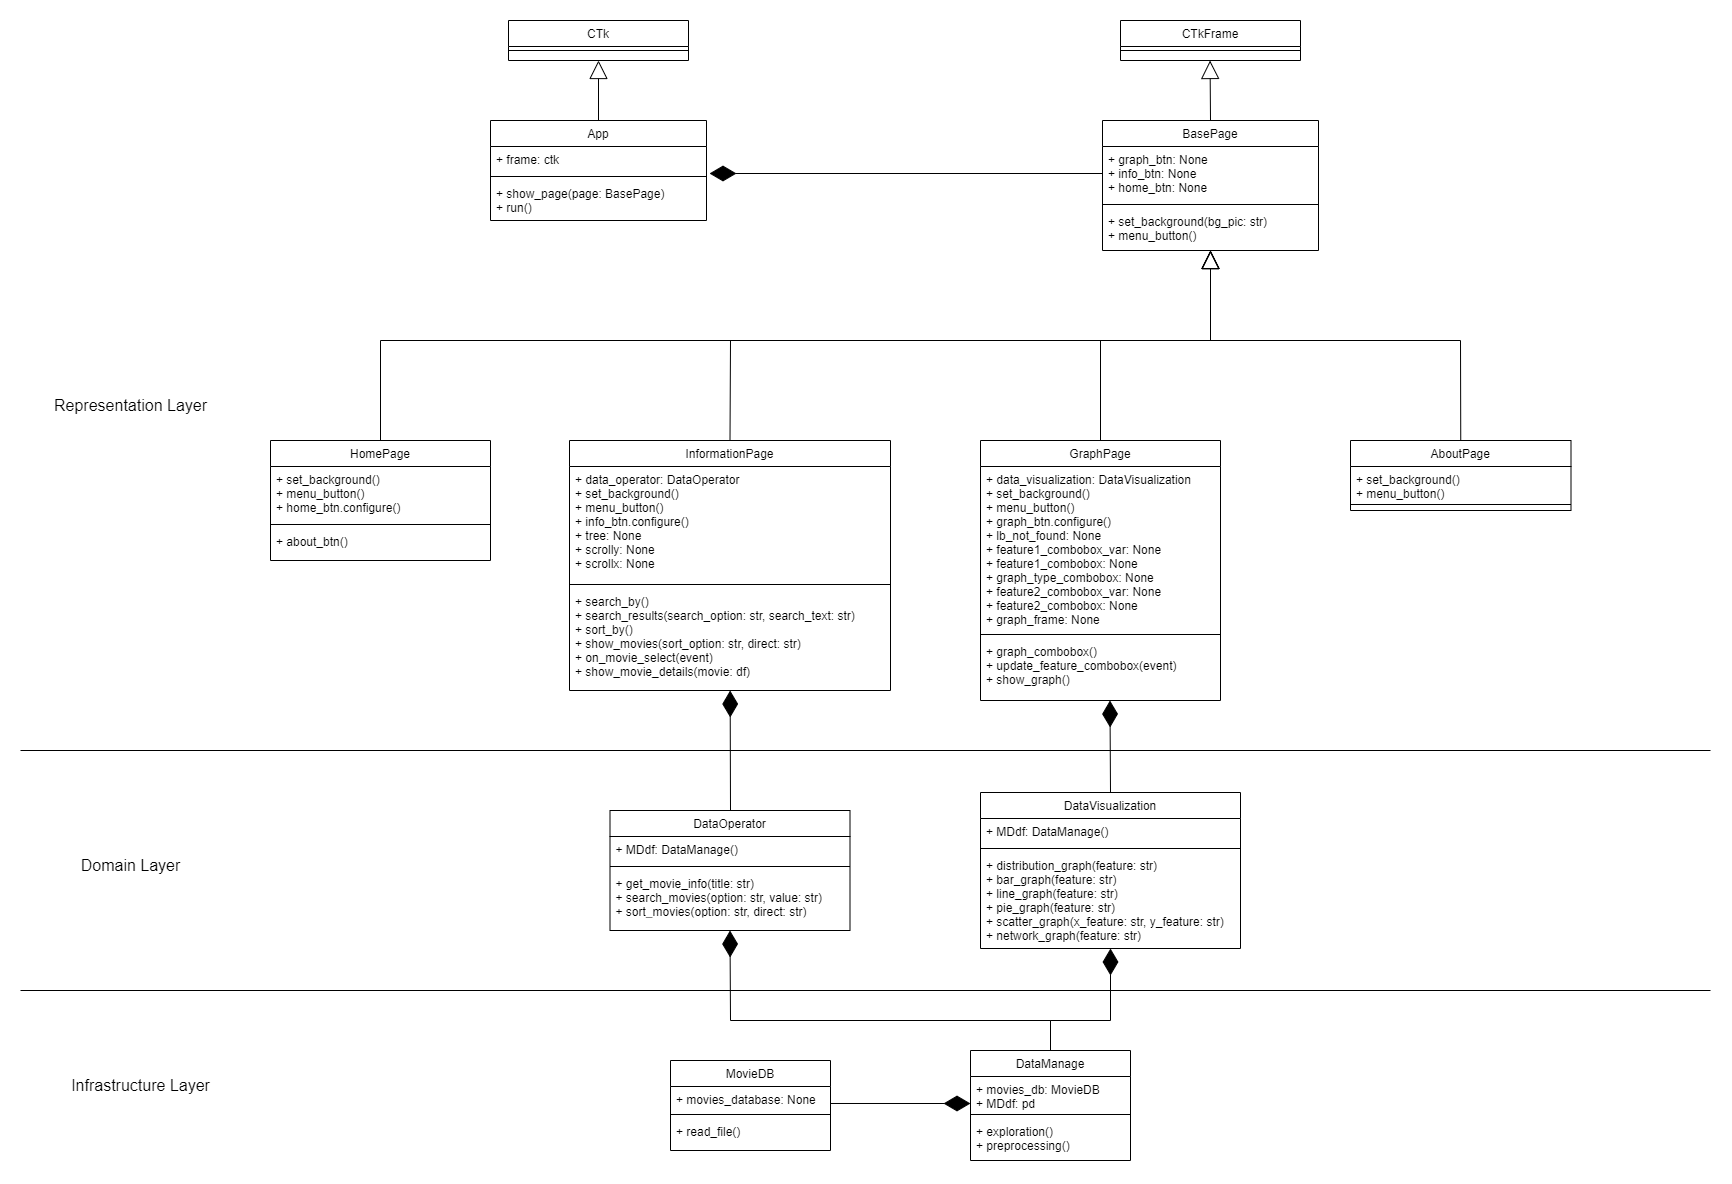 CTk
CTkFrame
App
+ frame: ctk
+ show_page(page: BasePage)
+ run()
BasePage
+ graph_btn: None
+ info_btn: None
+ home_btn: None
+ set_background(bg_pic: str)
+ menu_button()
Representation Layer
HomePage
+ set_background()
+ menu_button()
+ home_btn.configure()
+ about_btn()
InformationPage
+ data_operator: DataOperator
+ set_background()
+ menu_button()
+ info_btn.configure()
+ tree: None
+ scrolly: None
+ scrollx: None
+ search_by()
+ search_results(search_option: str, search_text: str)
+ sort_by()
+ show_movies(sort_option: str, direct: str)
+ on_movie_select(event)
+ show_movie_details(movie: df)
GraphPage
+ data_visualization: DataVisualization
+ set_background()
+ menu_button()
+ graph_btn.configure()
+ lb_not_found: None
+ feature1_combobox_var: None
+ feature1_combobox: None
+ graph_type_combobox: None
+ feature2_combobox_var: None
+ feature2_combobox: None
+ graph_frame: None
+ graph_combobox()
+ update_feature_combobox(event)
+ show_graph()
AboutPage
+ set_background()
+ menu_button()
Domain Layer
DataOperator
+ MDdf: DataManage()
+ get_movie_info(title: str)
+ search_movies(option: str, value: str)
+ sort_movies(option: str, direct: str)
DataVisualization
+ MDdf: DataManage()
+ distribution_graph(feature: str)
+ bar_graph(feature: str)
+ line_graph(feature: str)
+ pie_graph(feature: str)
+ scatter_graph(x_feature: str, y_feature: str)
+ network_graph(feature: str)
Infrastructure Layer
MovieDB
+ movies_database: None
+ read_file()
DataManage
+ movies_db: MovieDB
+ MDdf: pd
+ exploration()
+ preprocessing()